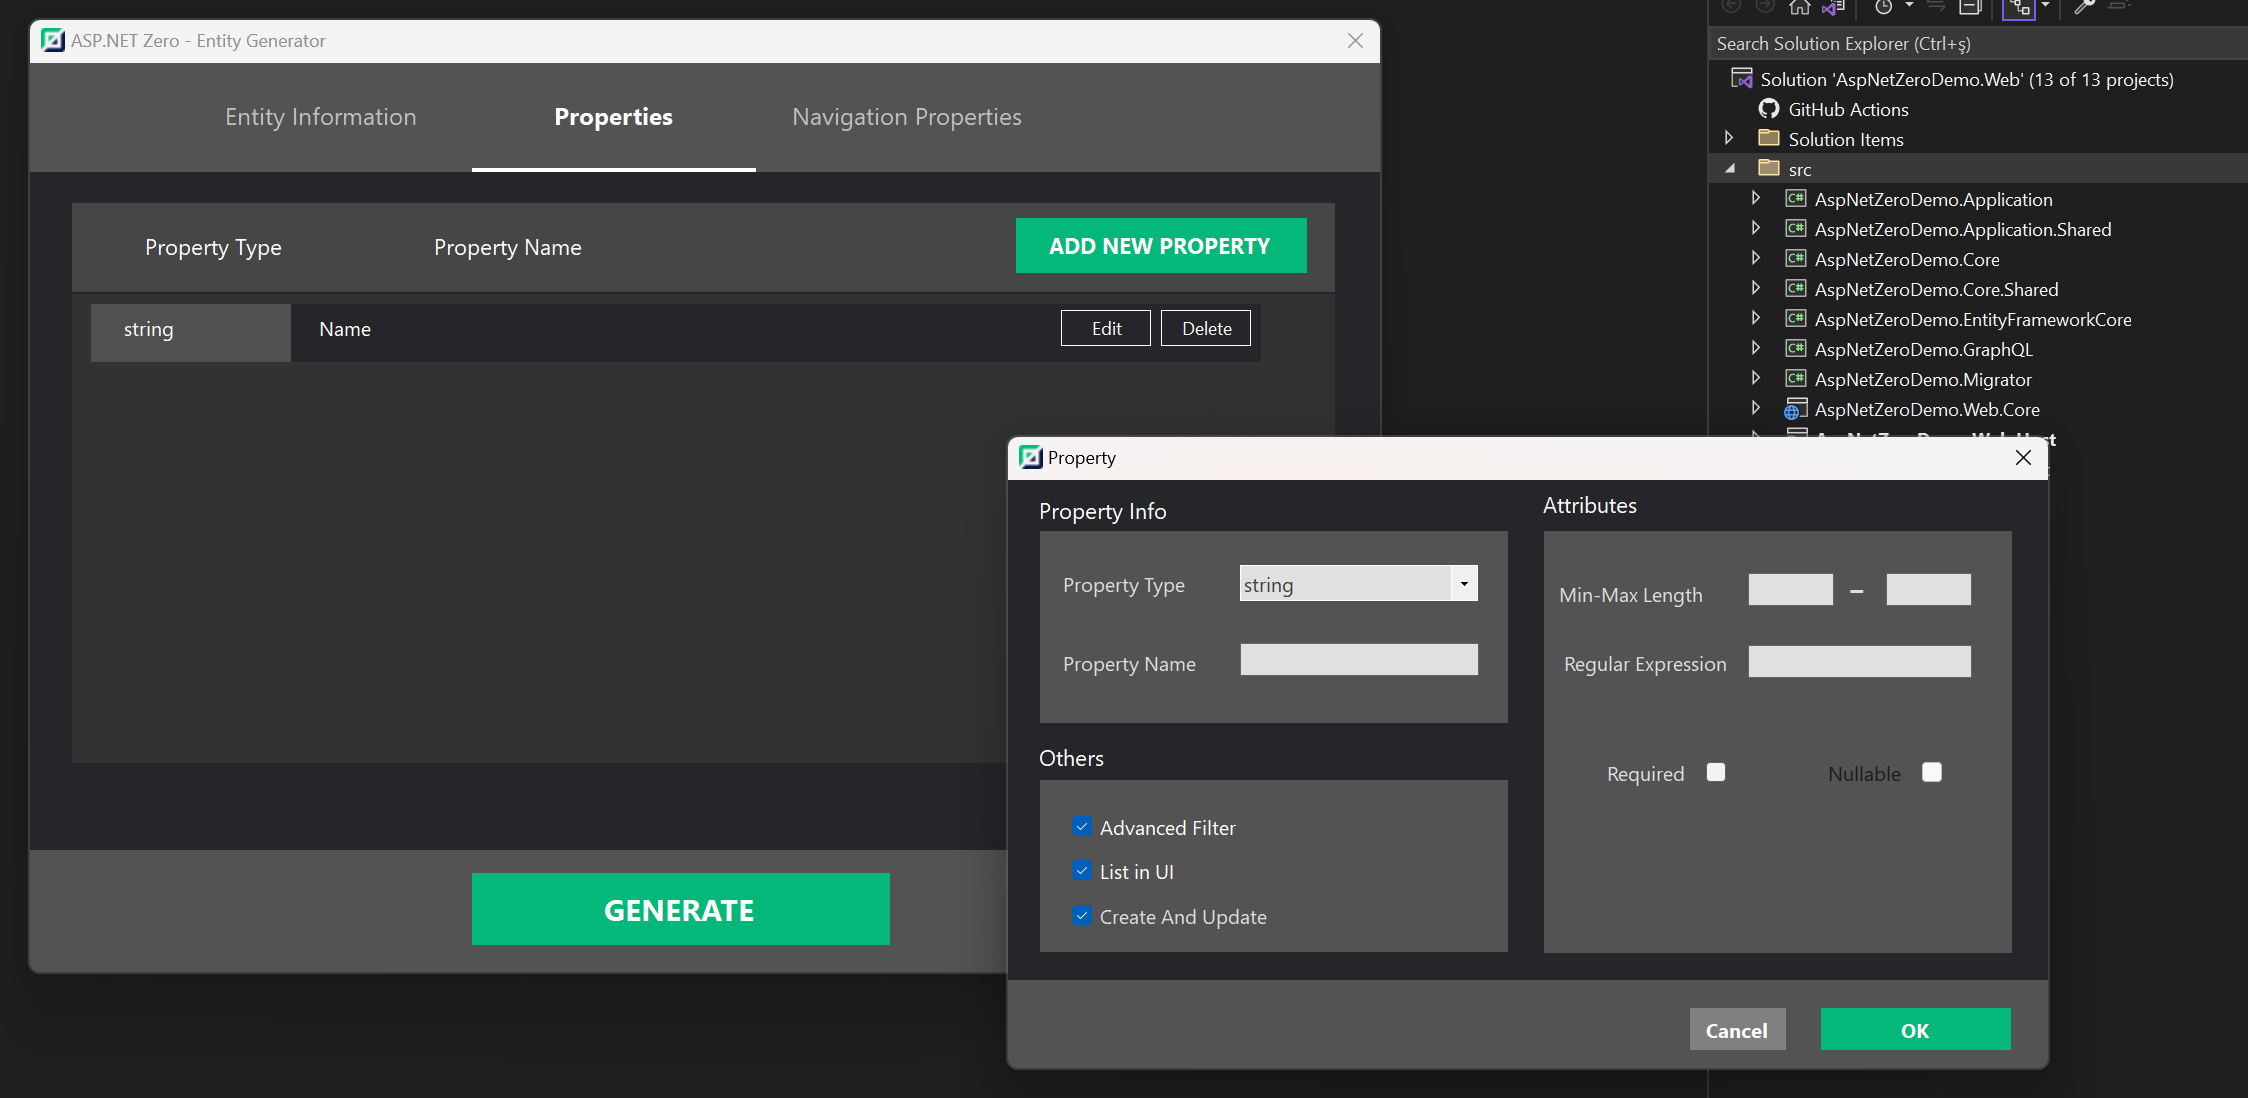 ASP.NET Zero - Entity Generator
Entity Information
Properties
Navigation Properties
Property Type
Property Name
ADD NEW PROPERTY
string
Name
Edit
Delete
GENERATE
Search Solution Explorer (Ctrl+ş)
Solution 'AspNetZeroDemo.Web' (13 of 13 projects)
GitHub Actions
Solution Items
src
AspNetZeroDemo.Application
AspNetZeroDemo.Application.Shared
AspNetZeroDemo.Core
AspNetZeroDemo.Core.Shared
AspNetZeroDemo.EntityFrameworkCore
AspNetZeroDemo.GraphQL
AspNetZeroDemo.Migrator
AspNetZeroDemo.Web.Core
Property
Property Info
Property Type
string
Property Name
Others
Advanced Filter
List in UI
Create And Update
Attributes
Min-Max Length
–
Regular Expression
Required
Nullable
Cancel
OK